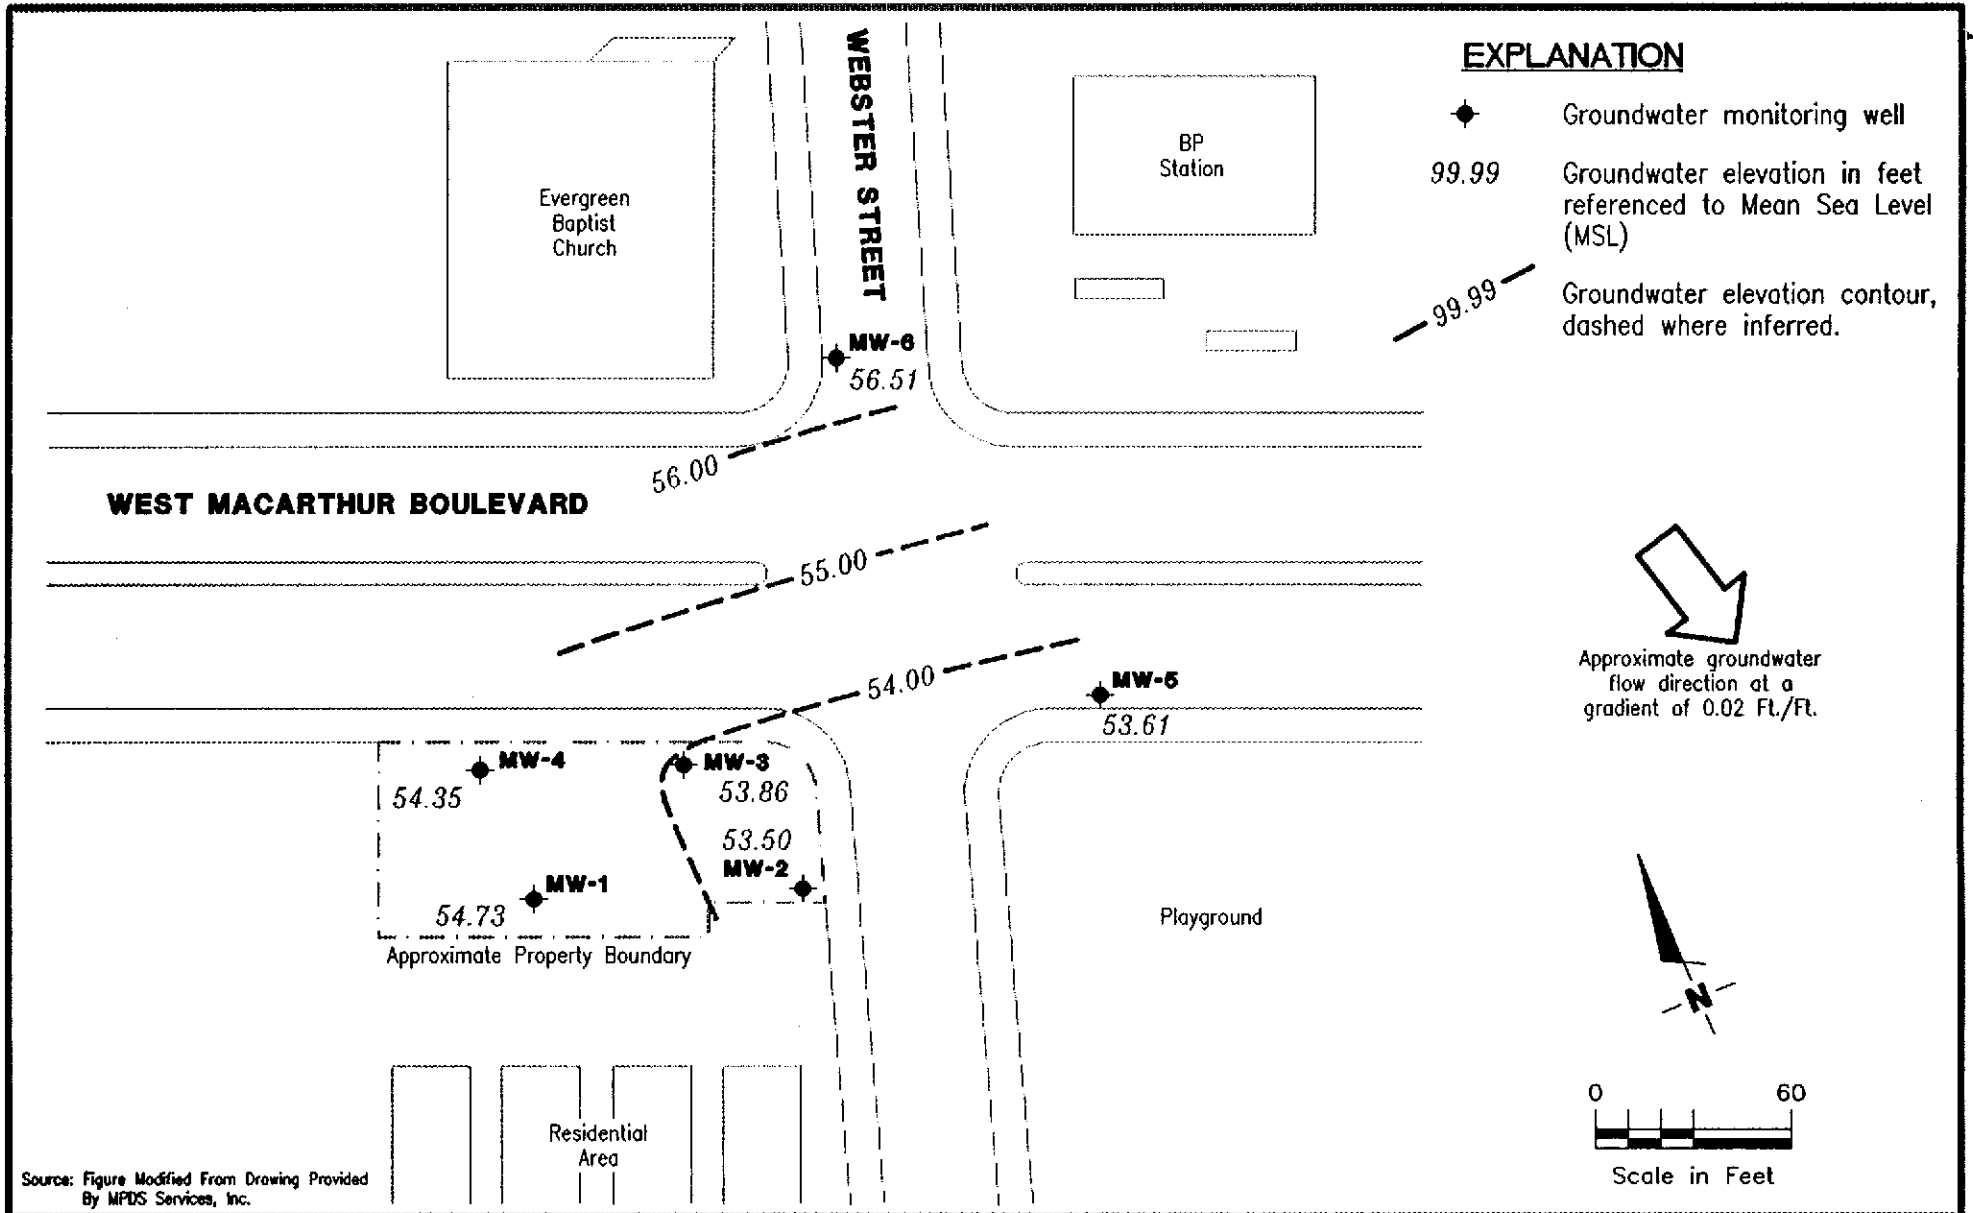 EXPLANATION
Groundwater monitoring well
99.99
Groundwater elevation in feet
referenced to Mean Sea Level
(MSL)
99.99
Groundwater elevation contour,
dashed where inferred.
WEBSTER STREET
Evergreen
Baptist
Church
BP
Station
MW-6
56.51
56.00
WEST MACARTHUR BOULEVARD
55.00
54.00
MW-5
53.61
Approximate groundwater
flow direction at a
gradient of 0.02 Ft./Ft.
MW-4
54.35
MW-3
53.86
53.50
MW-2
MW-1
54.73
Approximate Property Boundary
Playground
N
Residential
Area
0 60
Scale in Feet
Source: Figure Modified From Drawing Provided
By MPDS Services, Inc.